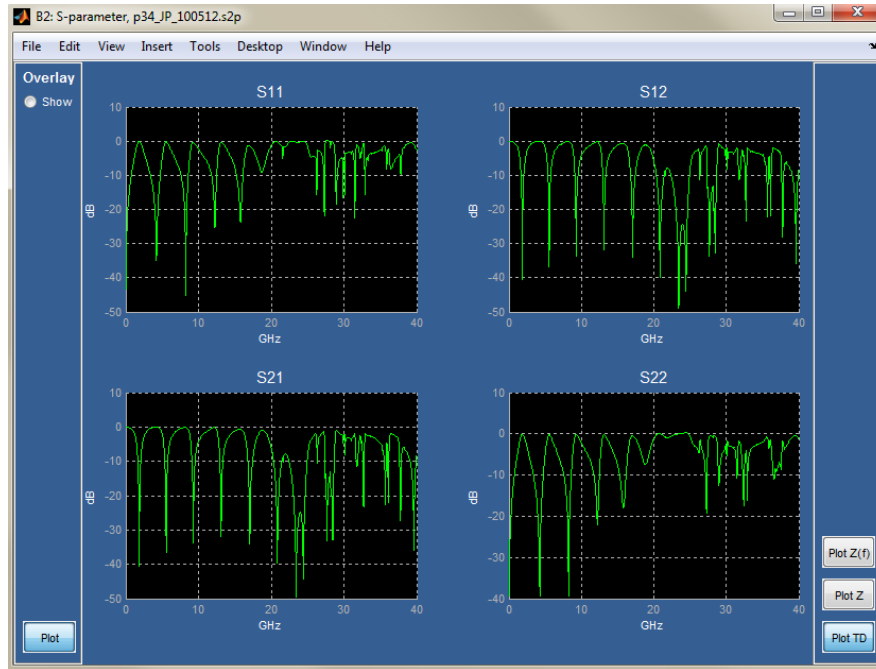 B2: S-parameter, p34_JP_100512.s2p
File Edit View Insert Tools Desktop Window Help
Overlay
Show
S11
10
0
-10
-20
-30
-40
-50
dB
0 10 20 30 40
GHz
S12
10
0
-10
-20
-30
-40
-50
dB
0 10 20 30 40
GHz
S21
10
0
-10
-20
-30
-40
-50
dB
0 10 20 30 40
GHz
S22
10
0
-10
-20
-30
-40
dB
0 10 20 30 40
GHz
Plot
Plot Z(f)
Plot Z
Plot TD